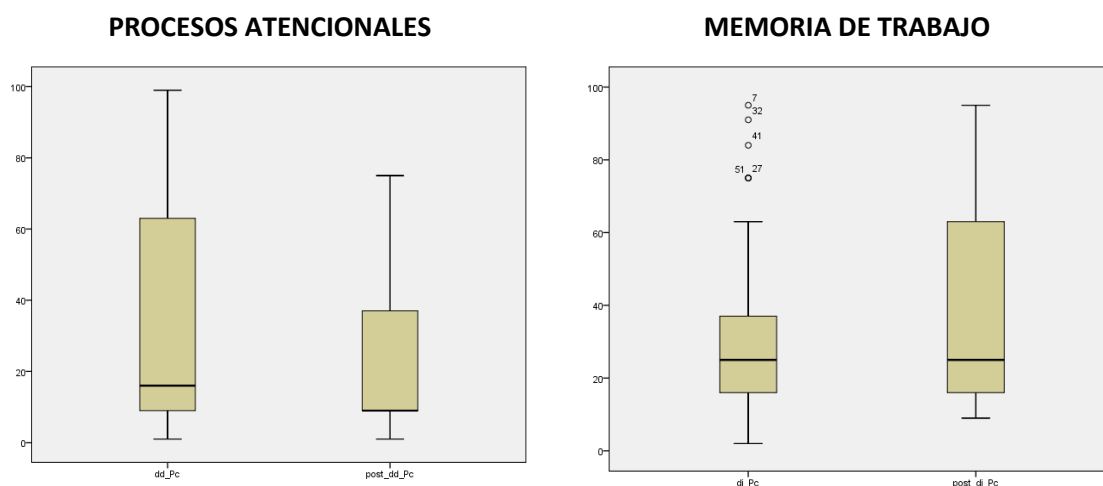 PROCESOS ATENCIONALES
100
80
60
40
20
0
dd_Pc
post_dd_Pc
MEMORIA DE TRABAJO
100
80
60
40
20
0
7
32
41
51 27
di_Pc
post_di_Pc